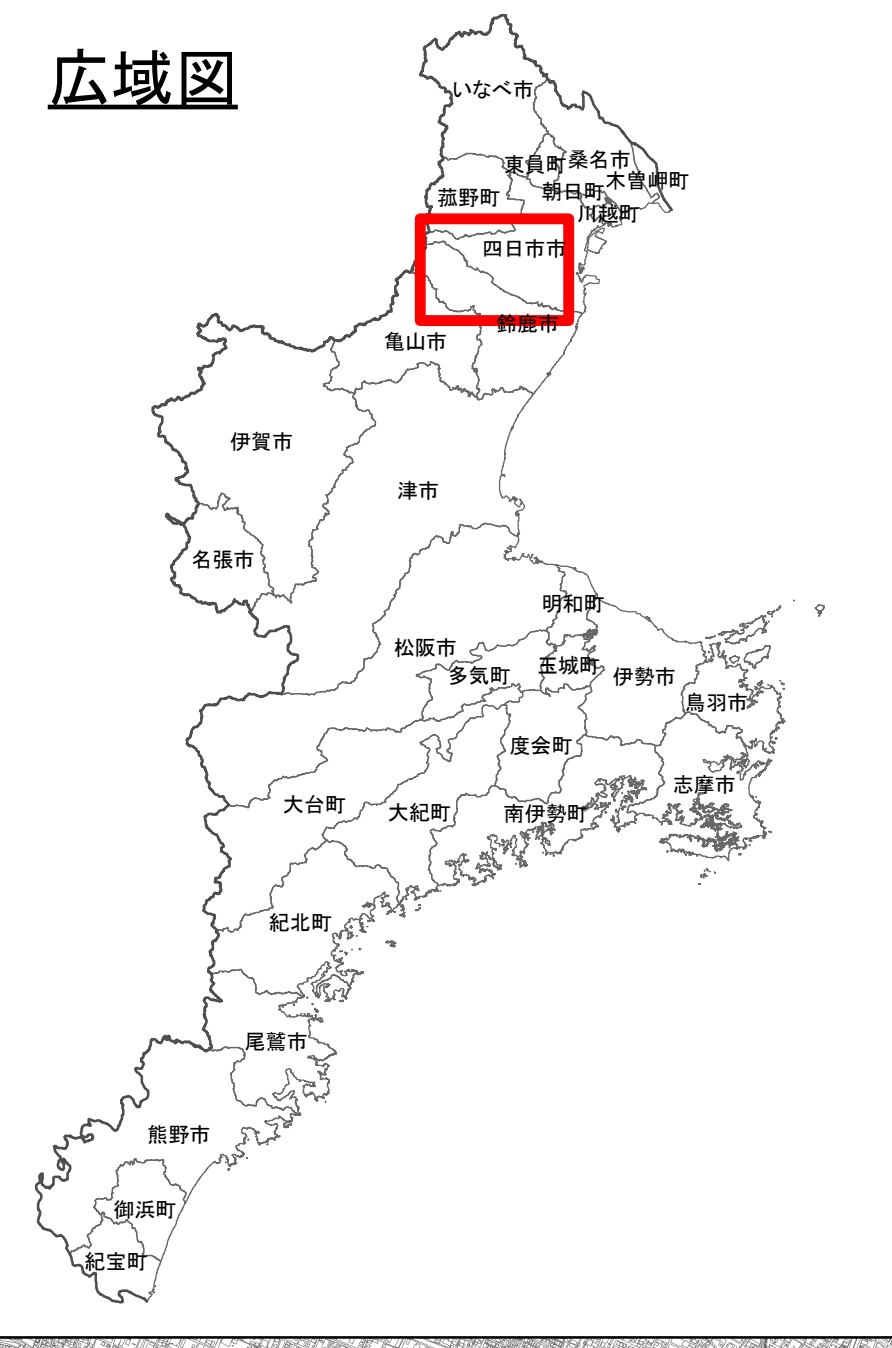 広域図
いなべ市
東員町
桑名市
木曽岬町
朝日町
菰野町
川越町
四日市市
鈴鹿市
亀山市
伊賀市
津市
名張市
明和町
松阪市
多気町
玉城町
伊勢市
鳥羽市
度会町
志摩市
大台町
大紀町
南伊勢町
紀北町
尾鷲市
熊野市
御浜町
紀宝町